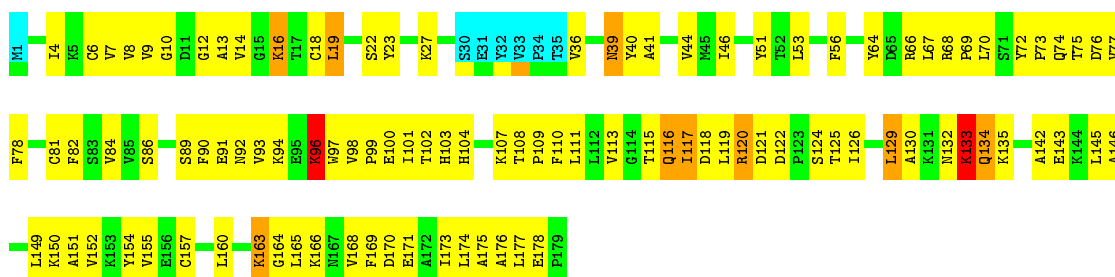 M1 I4 K5 C6 V7 V8 V9 G10 D11 G12 A13 V14 G15 K16 T17 C18 L19 S22 Y23 K27 S30 E31 Y32 V33 P34 T35 V36 N39 Y40 A41 V44 M45 I46 Y51 T52 L53 F56 Y64 D65 R66 L67 R68 P69 L70 S71 Y72 P73 Q74 T75 D76 V77
F78 C81 F82 S83 V84 V85 S86 S89 F90 E91 N92 V93 K94 E95 K96 W97 V98 P99 E100 I101 T102 H103 H104 K107 T108 P109 F110 L111 L112 V113 G114 T115 Q116 I117 D118 L119 R120 D121 D122 P123 S124 T125 I126 L129 A130 K131 N132 K133 Q134 K135 A142 E143 K144 L145 A146
L149 K150 A151 V152 K153 Y154 V155 E156 C157 L160 K163 G164 L165 K166 N167 V168 F169 D170 E171 A172 I173 L174 A175 A176 L177 E178 P179